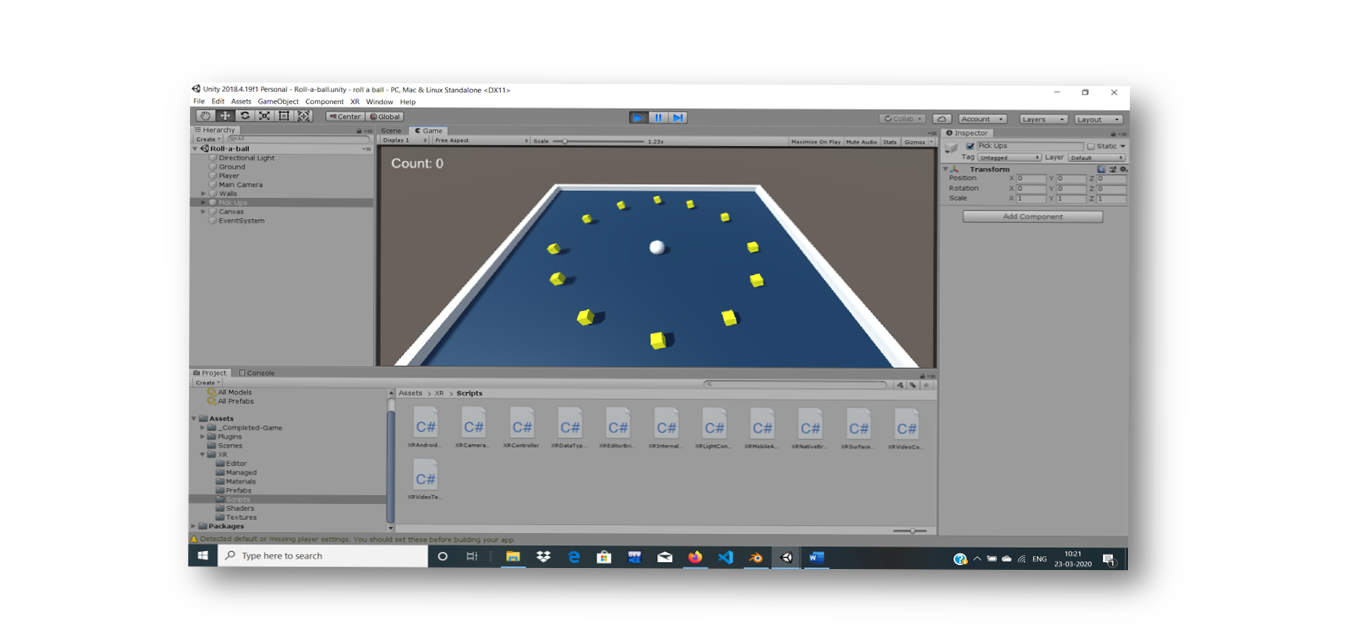 Unity 2018.4.19f1 Personal - Roll-a-ball.unity - roll a ball - PC, Mac & Linux Standalone <DX11>
File Edit Assets GameObject Component XR Window Help
Center Global Collab Account Layers Layout
Hierarchy
Create
Roll-a-ball
Directional Light
Ground
Player
Main Camera
Walls
Pick Ups
Canvas
EventSystem
Scene Game
Display 1 Free Aspect Scale 1.23x Maximize On Play Mute Audio Stats Gizmos
Count: 0
Inspector
Pick Ups Static
Tag Untagged Layer Default
Transform
Position X 0 Y 0 Z 0
Rotation X 0 Y 0 Z 0
Scale X 1 Y 1 Z 1
Add Component
Project Console
Create
All Models
All Prefabs
Assets
_Completed-Game
Plugins
Scenes
XR
Editor
Managed
Materials
Prefabs
Scripts
Shaders
Textures
Packages
Assets > XR > Scripts
C# C# C# C# C# C# C# C# C# C# C#
XRAndroid... XRCamera... XRController XRDataTyp... XREditorBri... XRInternal... XRLightCon... XRMobileA... XRNativeBr... XRSurface... XRVideoCo...
C#
XRVideoTe...
Detected default or missing player settings. You should set these before building your app.
Type here to search
ENG
10:21
23-03-2020